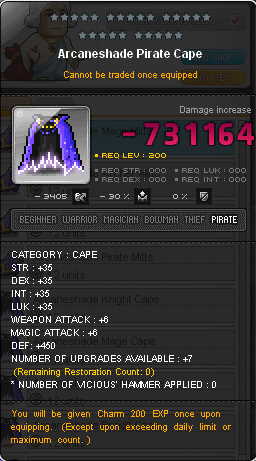 Arcaneshade Pirate Cape
Cannot be traded once equipped
Damage increase
- 731164
• REQ LEV : 200
• REQ STR : 000 • REQ LUK : 000
• REQ DEX : 000 • REQ INT : 000
- 3405 - 30 % 0 %
BEGINNER WARRIOR MAGICIAN BOWMAN THIEF PIRATE
CATEGORY : CAPE
STR : +35
DEX : +35
INT : +35
LUK : +35
WEAPON ATTACK : +6
MAGIC ATTACK : +6
DEF: +450
NUMBER OF UPGRADES AVAILABLE : +7
(Remaining Restoration Count: 0)
* NUMBER OF VICIOUS' HAMMER APPLIED : 0
You will be given Charm 200 EXP once upon
equipping. (Except upon exceeding daily limit or
maximum count. )